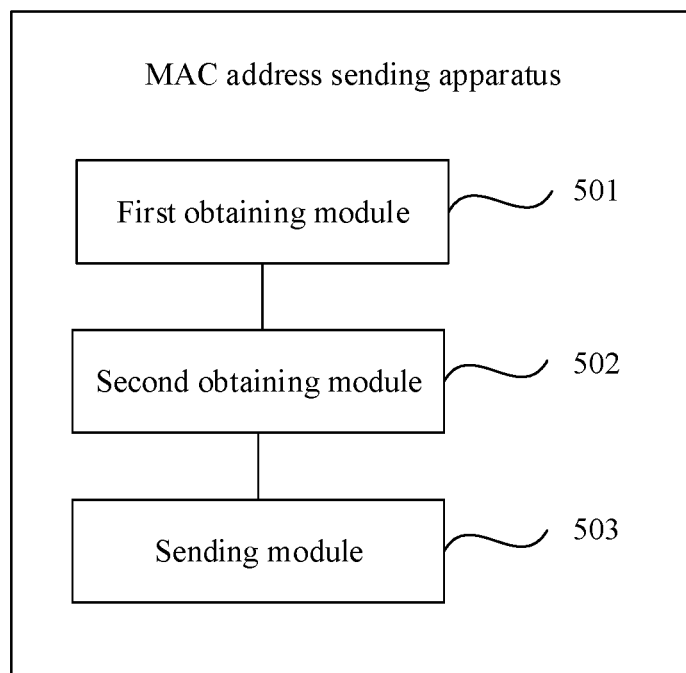 MAC address sending apparatus
First obtaining module
501
Second obtaining module
502
Sending module
503